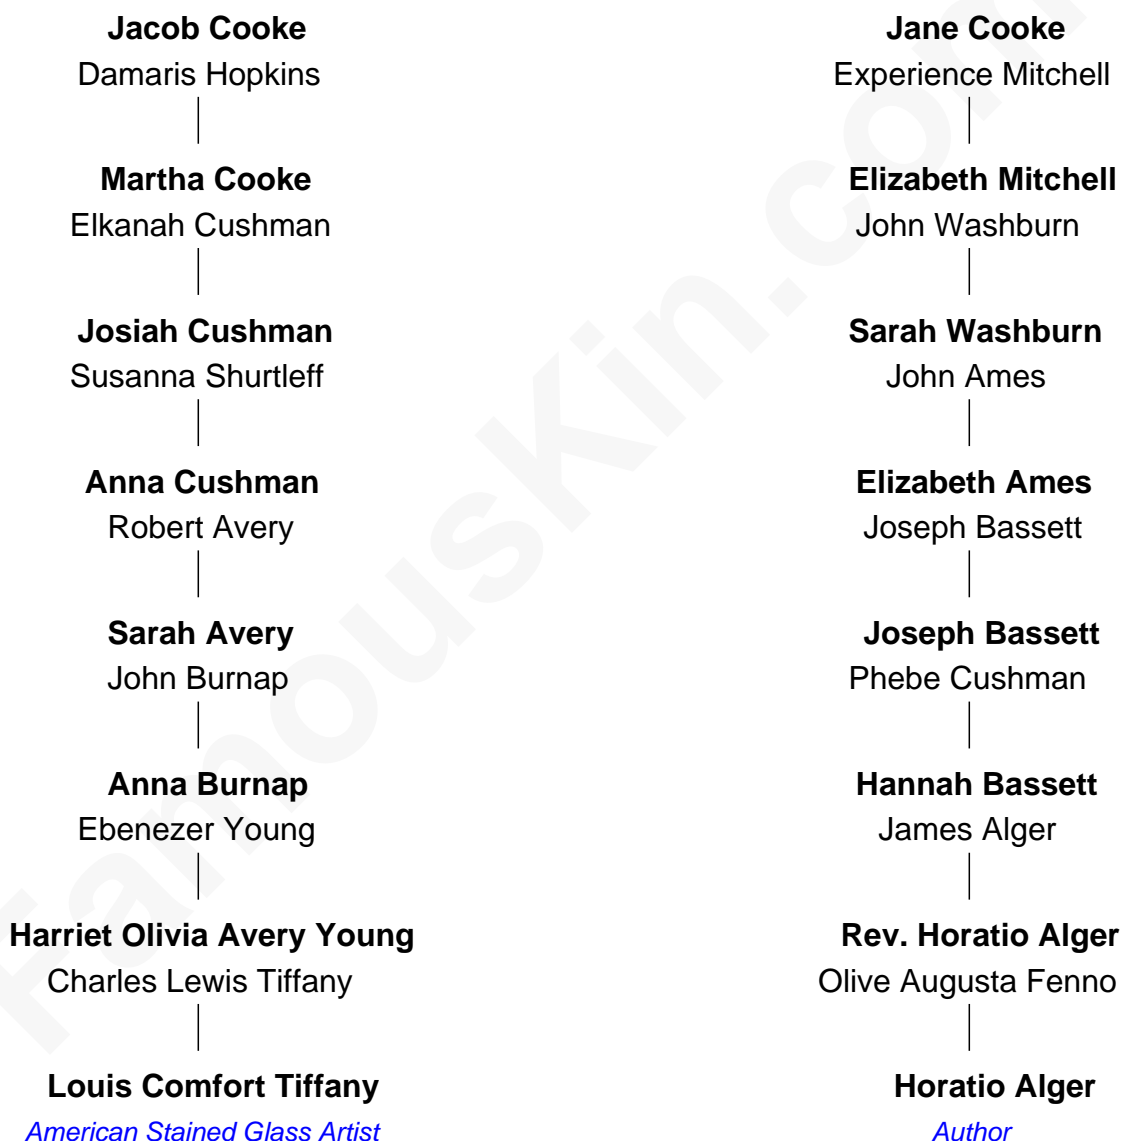 Jacob Cooke
Damaris Hopkins
Martha Cooke
Elkanah Cushman
Josiah Cushman
Susanna Shurtleff
Anna Cushman
Robert Avery
Sarah Avery
John Burnap
Anna Burnap
Ebenezer Young
Harriet Olivia Avery Young
Charles Lewis Tiffany
Louis Comfort Tiffany
American Stained Glass Artist
Jane Cooke
Experience Mitchell
Elizabeth Mitchell
John Washburn
Sarah Washburn
John Ames
Elizabeth Ames
Joseph Bassett
Joseph Bassett
Phebe Cushman
Hannah Bassett
James Alger
Rev. Horatio Alger
Olive Augusta Fenno
Horatio Alger
Author
FamousKin.com